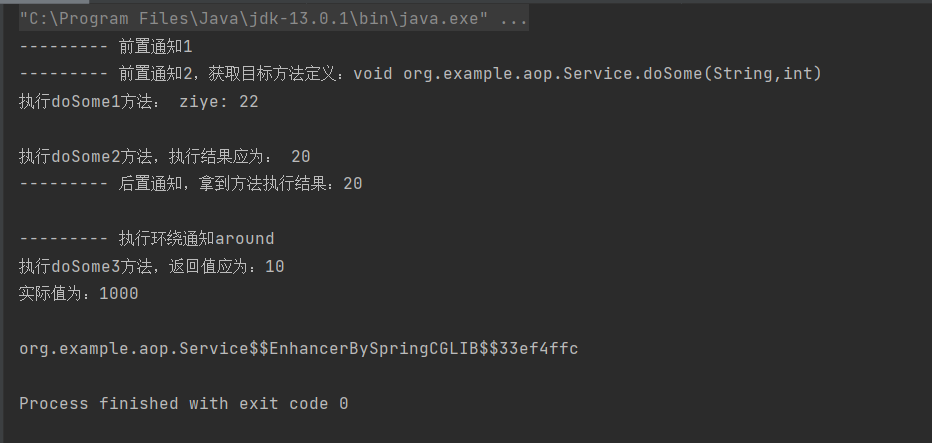 "C:\Program Files\Java\jdk-13.0.1\bin\java.exe" ...
--------- 前置通知1
--------- 前置通知2，获取目标方法定义：void org.example.aop.Service.doSome(String,int)
执行doSome1方法： ziye: 22
执行doSome2方法，执行结果应为： 20
--------- 后置通知，拿到方法执行结果：20
--------- 执行环绕通知around
执行doSome3方法，返回值应为：10
实际值为：1000
org.example.aop.Service$$EnhancerBySpringCGLIB$$33ef4ffc
Process finished with exit code 0